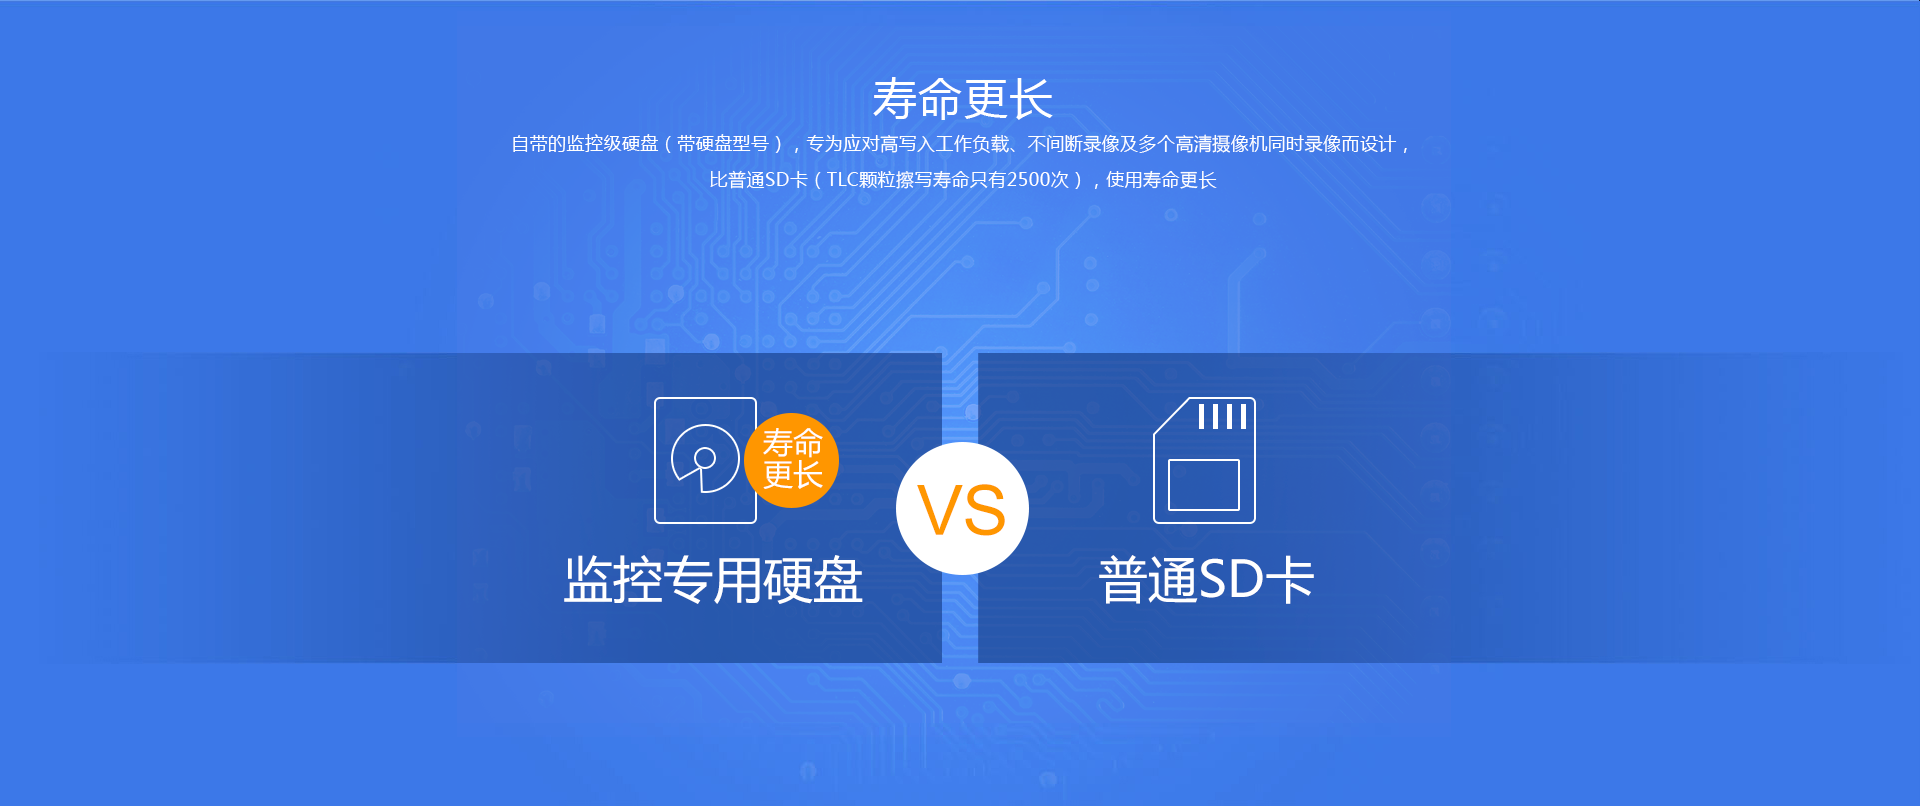 寿命更长
自带的监控级硬盘（带硬盘型号），专为应对高写入工作负载、不间断录像及多个高清摄像机同时录像而设计，
比普通SD卡（TLC颗粒擦写寿命只有2500次），使用寿命更长
寿命
更长
VS
监控专用硬盘
普通SD卡